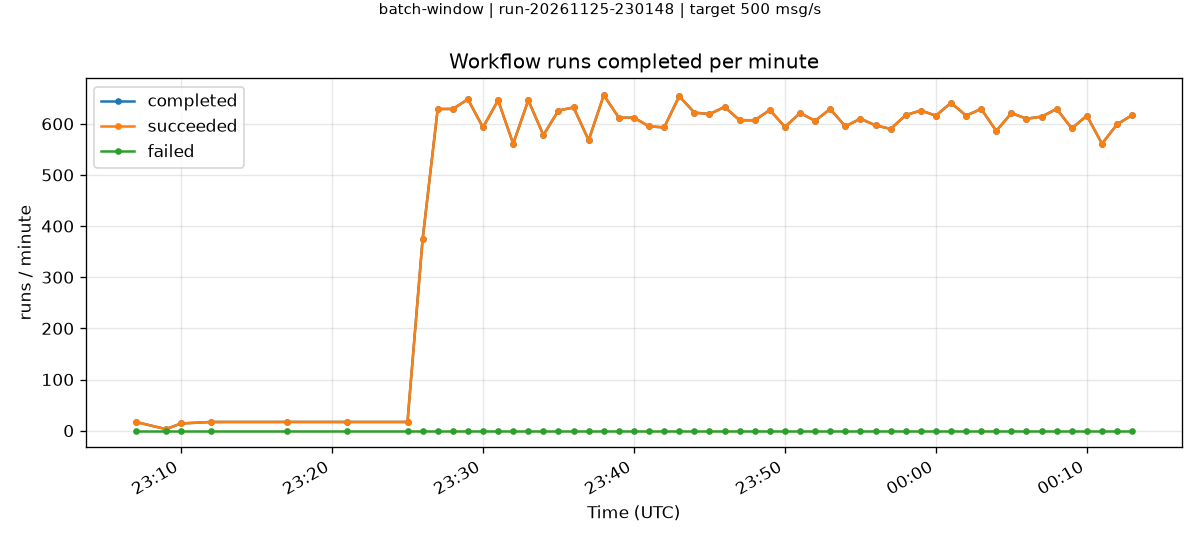 batch-window | run-20261125-230148 | target 500 msg/s
Workflow runs completed per minute
completed
succeeded
failed
runs / minute
600
500
400
300
200
100
0
23:10
23:20
23:30
23:40
23:50
00:00
00:10
Time (UTC)